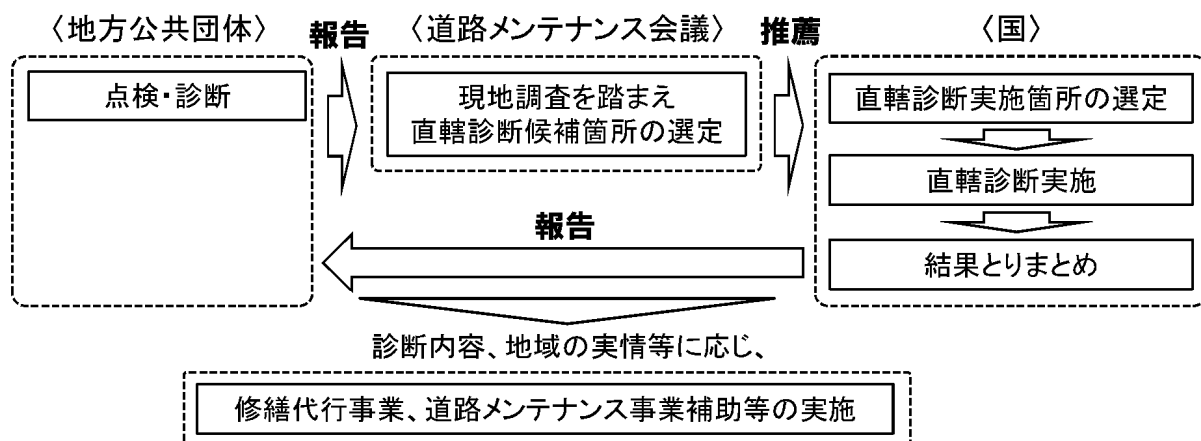 〈地方公共団体〉
報告
〈道路メンテナンス会議〉
推薦
〈国〉
点検・診断
現地調査を踏まえ
直轄診断候補箇所の選定
直轄診断実施箇所の選定
直轄診断実施
結果とりまとめ
報告
診断内容、地域の実情等に応じ、
修繕代行事業、道路メンテナンス事業補助等の実施